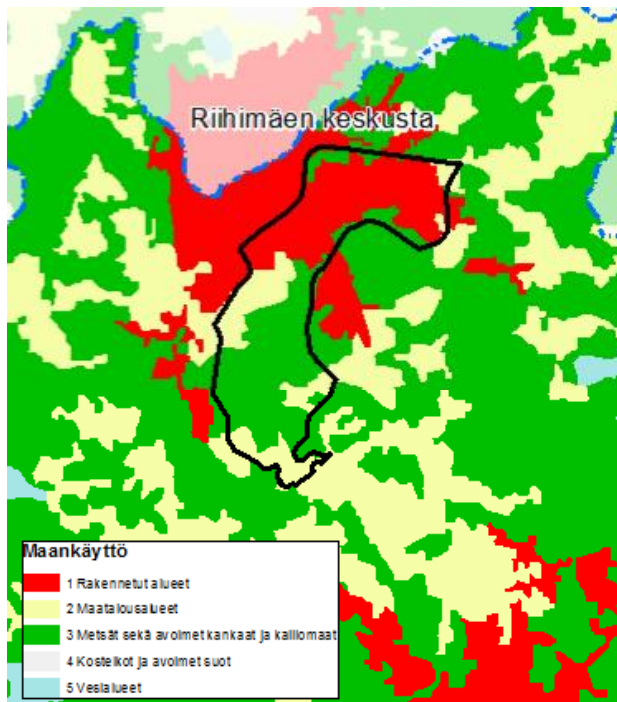 Riihimäen keskusta
Maankäyttö
1 Rakennetut alueet
2 Maatalousalueet
3 Metsät sekä avoimet kankaat ja kalliomaat
4 Kosteikot ja avoimet suot
5 Vesialueet